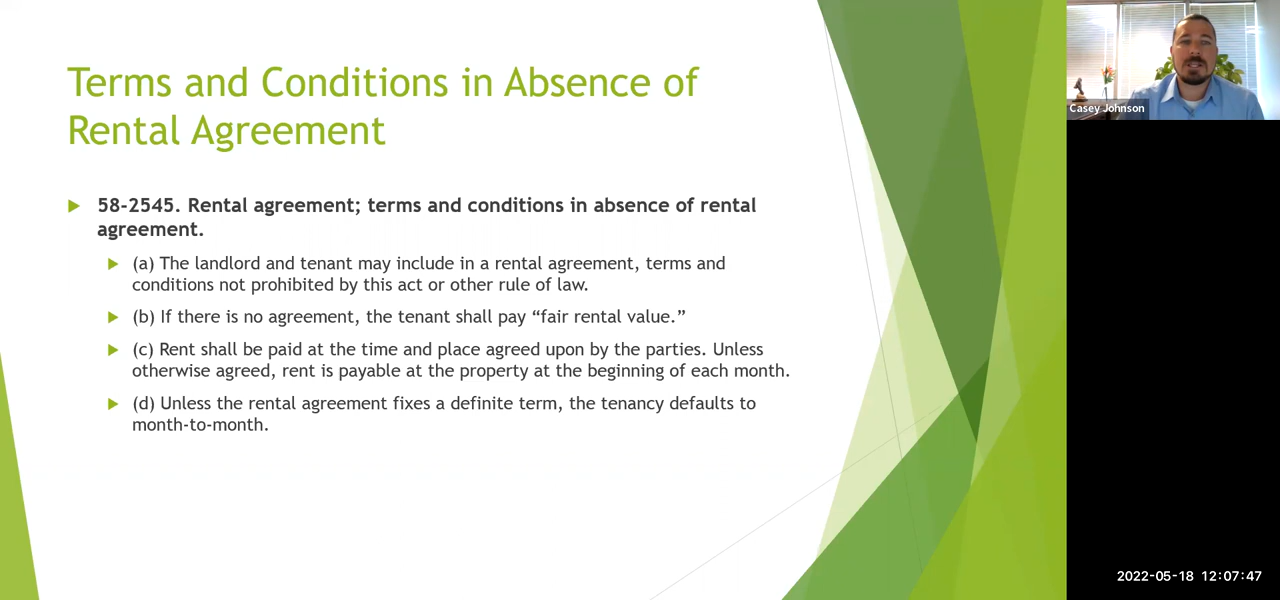 Terms and Conditions in Absence of
Rental Agreement
58-2545. Rental agreement; terms and conditions in absence of rental
agreement.
(a) The landlord and tenant may include in a rental agreement, terms and
conditions not prohibited by this act or other rule of law.
(b) If there is no agreement, the tenant shall pay “fair rental value.”
(c) Rent shall be paid at the time and place agreed upon by the parties. Unless
otherwise agreed, rent is payable at the property at the beginning of each month.
(d) Unless the rental agreement fixes a definite term, the tenancy defaults to
month-to-month.
Casey Johnson
2022-05-18 12:07:47